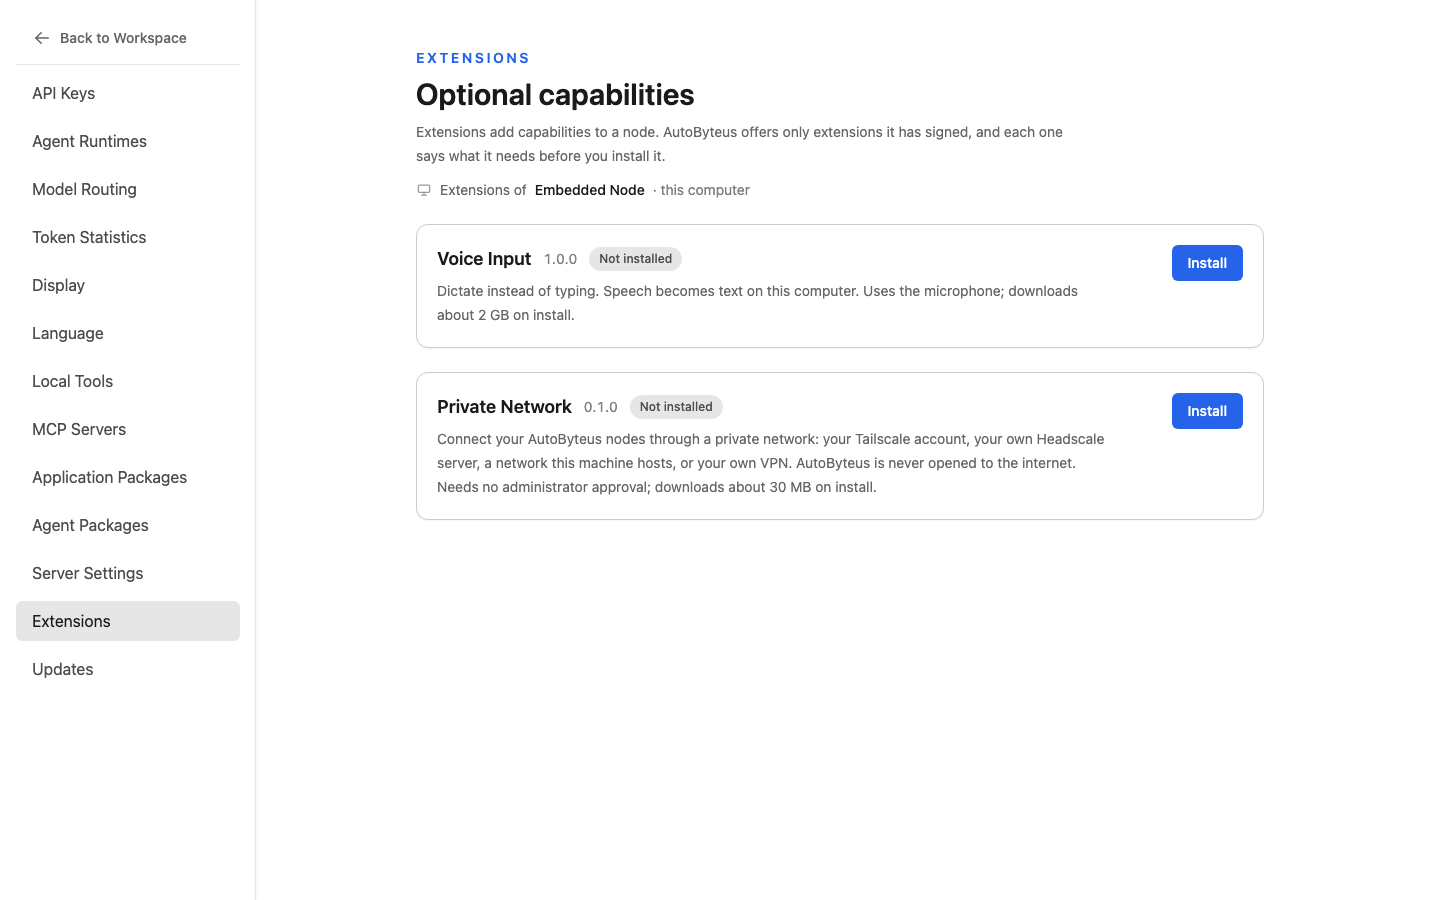 Back to Workspace
API Keys
Agent Runtimes
Model Routing
Token Statistics
Display
Language
Local Tools
MCP Servers
Application Packages
Agent Packages
Server Settings
Extensions
Updates
EXTENSIONS
Optional capabilities
Extensions add capabilities to a node. AutoByteus offers only extensions it has signed, and each one
says what it needs before you install it.
Extensions of Embedded Node · this computer
Voice Input 1.0.0 Not installed
Install
Dictate instead of typing. Speech becomes text on this computer. Uses the microphone; downloads
about 2 GB on install.
Private Network 0.1.0 Not installed
Install
Connect your AutoByteus nodes through a private network: your Tailscale account, your own Headscale
server, a network this machine hosts, or your own VPN. AutoByteus is never opened to the internet.
Needs no administrator approval; downloads about 30 MB on install.